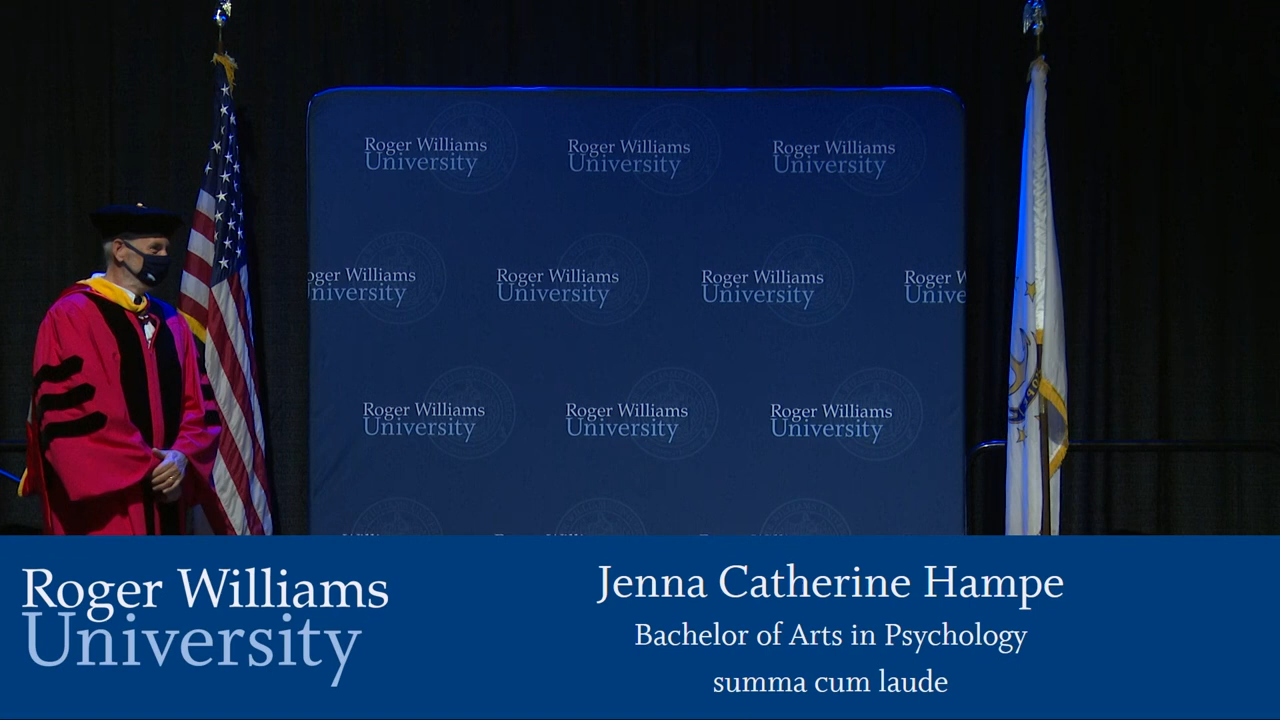 Roger Williams
University
Roger Williams
University
Roger Williams
University
oger Williams
University
Roger Williams
University
Roger Williams
University
Roger W
Unive
Roger Williams
University
Roger Williams
University
Roger Williams
University
Roger Williams
University
Jenna Catherine Hampe
Bachelor of Arts in Psychology
summa cum laude